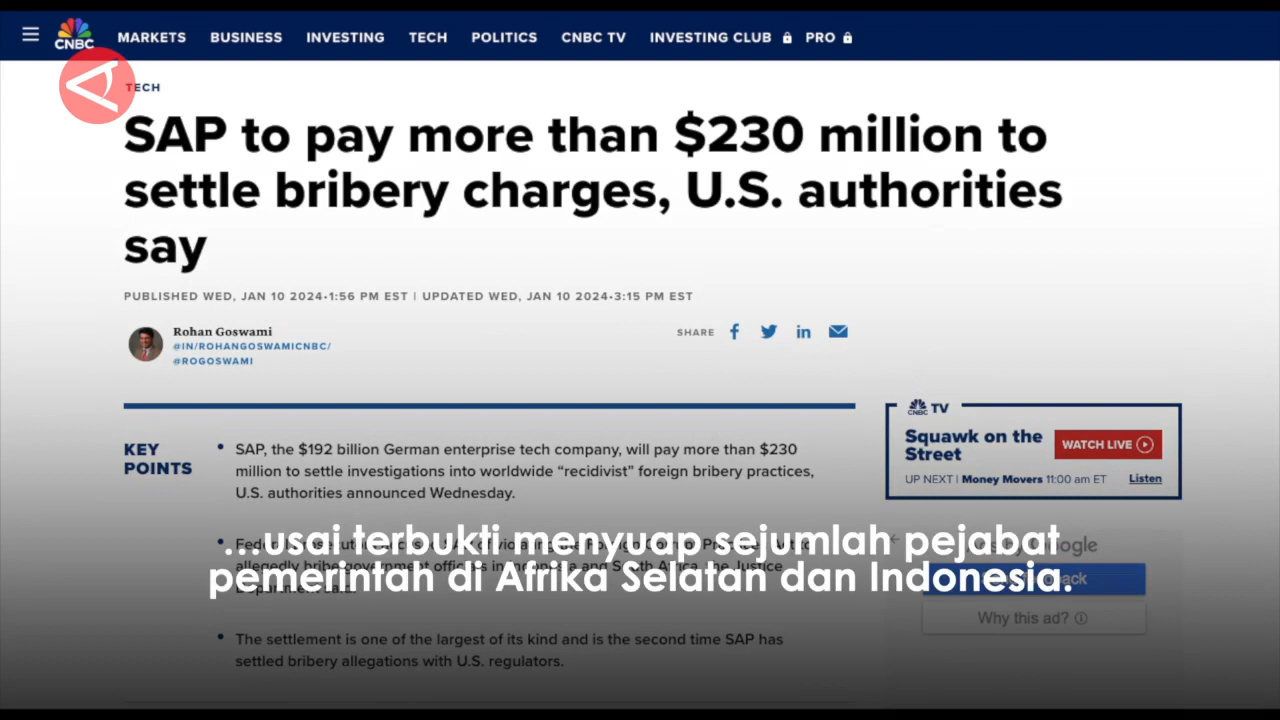 CNBC
MARKETS BUSINESS INVESTING TECH POLITICS CNBC TV INVESTING CLUB PRO
TECH
SAP to pay more than $230 million to
settle bribery charges, U.S. authorities
say
PUBLISHED WED, JAN 10 2024•1:56 PM EST | UPDATED WED, JAN 10 2024•3:15 PM EST
Rohan Goswami
@IN/ROHANGOSWAMICNBC/
@ROGOSWAMI
SHARE
KEY
POINTS
• SAP, the $192 billion German enterprise tech company, will pay more than $230
million to settle investigations into worldwide “recidivist” foreign bribery practices,
U.S. authorities announced Wednesday.
...usai terbukti menyuap sejumlah pejabat
pemerintah di Afrika Selatan dan Indonesia.
• The settlement is one of the largest of its kind and is the second time SAP has
settled bribery allegations with U.S. regulators.
CNBC TV
Squawk on the
Street
WATCH LIVE
UP NEXT | Money Movers 11:00 am ET
Listen
Why this ad?